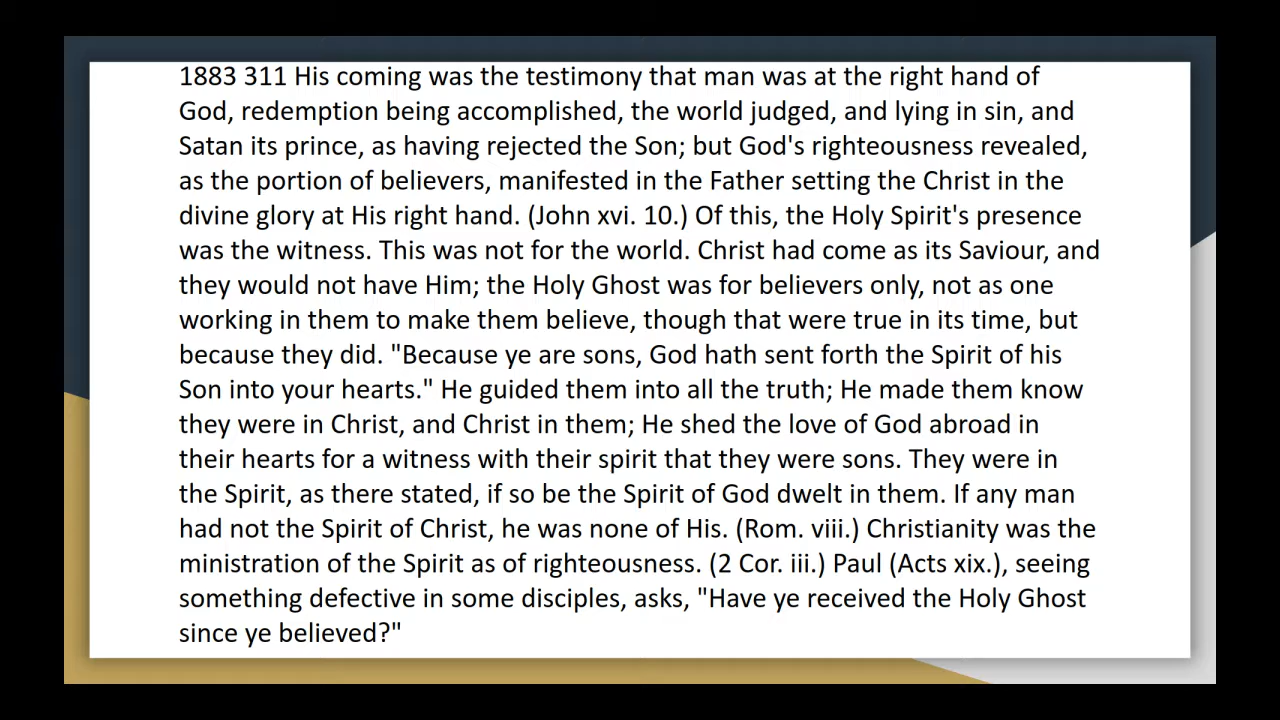 1883 311 His coming was the testimony that man was at the right hand of
God, redemption being accomplished, the world judged, and lying in sin, and
Satan its prince, as having rejected the Son; but God's righteousness revealed,
as the portion of believers, manifested in the Father setting the Christ in the
divine glory at His right hand. (John xvi. 10.) Of this, the Holy Spirit's presence
was the witness. This was not for the world. Christ had come as its Saviour, and
they would not have Him; the Holy Ghost was for believers only, not as one
working in them to make them believe, though that were true in its time, but
because they did. "Because ye are sons, God hath sent forth the Spirit of his
Son into your hearts." He guided them into all the truth; He made them know
they were in Christ, and Christ in them; He shed the love of God abroad in
their hearts for a witness with their spirit that they were sons. They were in
the Spirit, as there stated, if so be the Spirit of God dwelt in them. If any man
had not the Spirit of Christ, he was none of His. (Rom. viii.) Christianity was the
ministration of the Spirit as of righteousness. (2 Cor. iii.) Paul (Acts xix.), seeing
something defective in some disciples, asks, "Have ye received the Holy Ghost
since ye believed?"